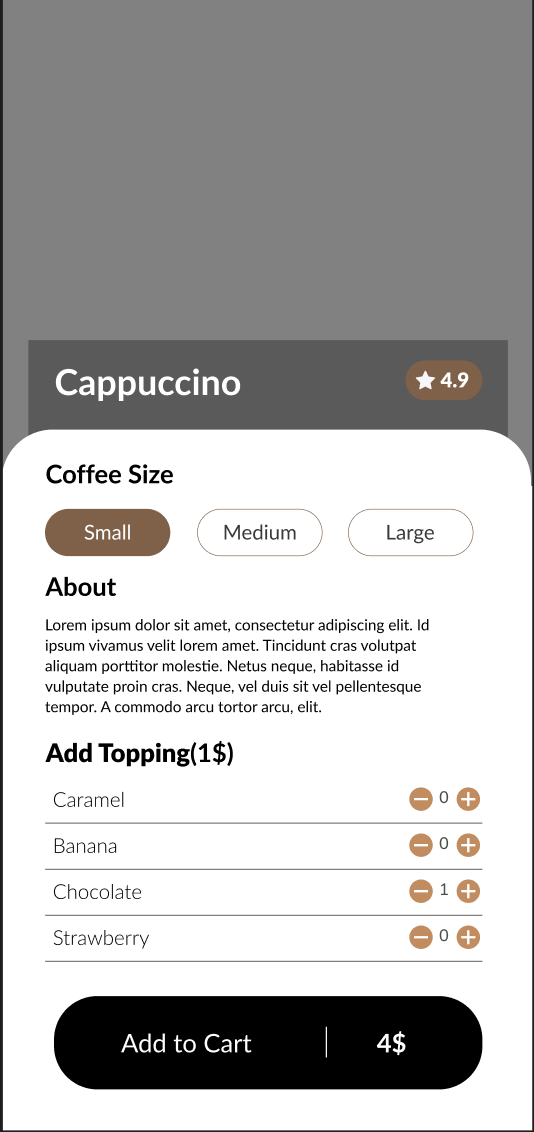 Cappuccino
4.9
Coffee Size
Small Medium Large
About
Lorem ipsum dolor sit amet, consectetur adipiscing elit. Id
ipsum vivamus velit lorem amet. Tincidunt cras volutpat
aliquam porttitor molestie. Netus neque, habitasse id
vulputate proin cras. Neque, vel duis sit vel pellentesque
tempor. A commodo arcu tortor arcu, elit.
Add Topping(1$)
Caramel 0
Banana 0
Chocolate 1
Strawberry 0
Add to Cart 4$